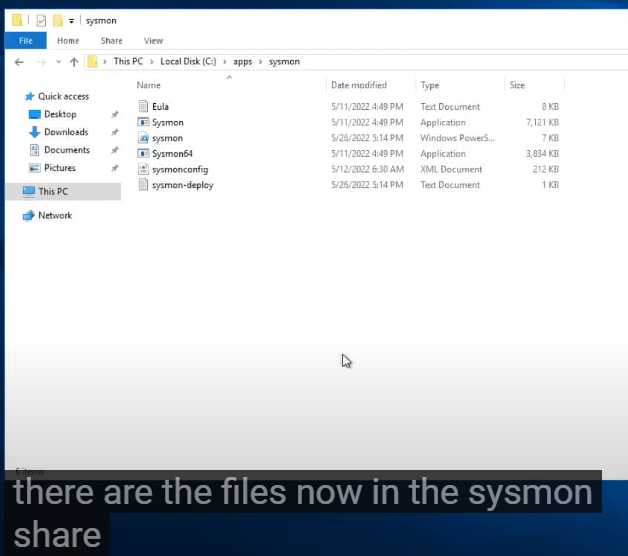 sysmon
File Home Share View
This PC Local Disk (C:) apps sysmon
Name Date modified Type Size
Quick access
Desktop
Downloads
Documents
Pictures
This PC
Network
Eula 5/11/2022 4:49 PM Text Document 8 KB
Sysmon 5/11/2022 4:49 PM Application 7,121 KB
sysmon 5/26/2022 5:14 PM Windows PowerS... 7 KB
Sysmon64 5/11/2022 4:49 PM Application 3,834 KB
sysmonconfig 5/12/2022 6:30 AM XML Document 212 KB
sysmon-deploy 5/26/2022 5:14 PM Text Document 1 KB
6 items
there are the files now in the sysmon
share